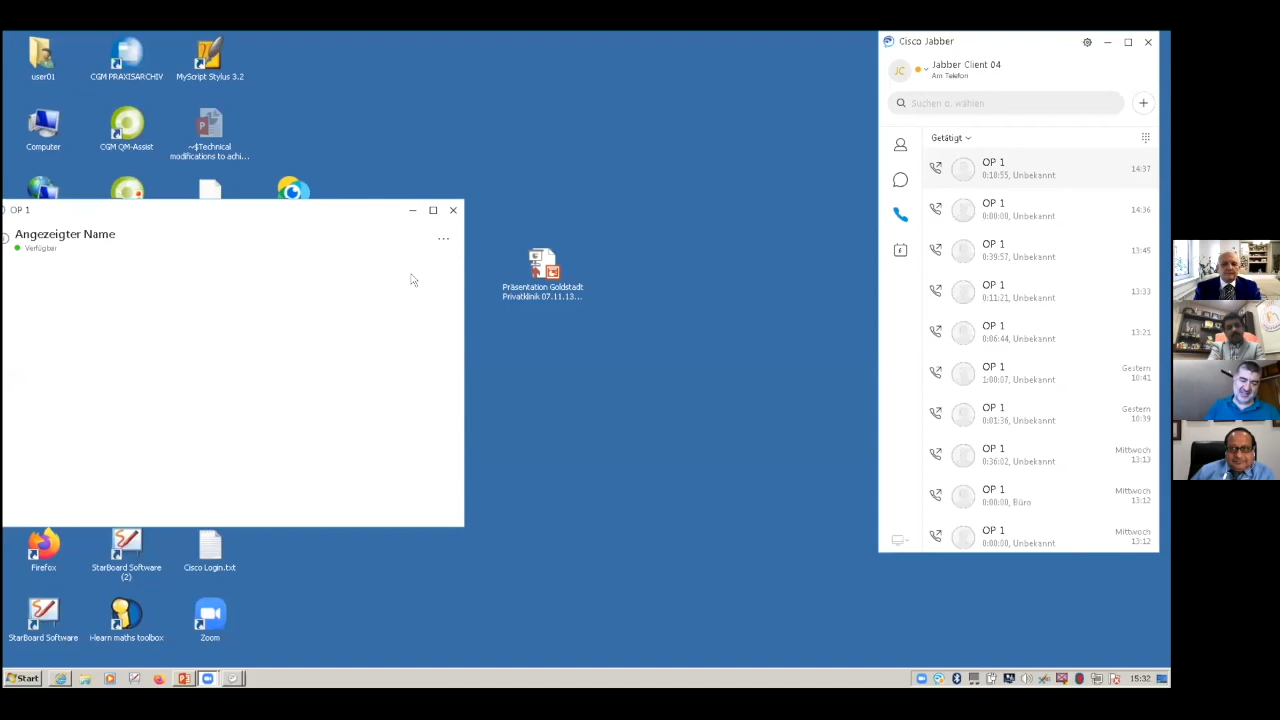 user01
CGM PRAXISARCHIV
MyScript Stylus 3.2
Computer
CGM QM-Assist
~$Technical
modifications to achi...
OP 1
Angezeigter Name
Verfügbar
...
Präsentation Goldstadt
Privatklinik 07.11.13...
Firefox
StarBoard Software
(2)
Cisco Login.txt
StarBoard Software
Zoom
Start
15:32
Cisco Jabber
JC
Jabber Client 04
Am Telefon
Suchen o. wählen
Getätigt
OP 1
0:10:55, Unbekannt
14:37
OP 1
0:00:00, Unbekannt
14:36
OP 1
0:39:57, Unbekannt
13:45
OP 1
0:11:21, Unbekannt
13:33
OP 1
0:06:44, Unbekannt
13:21
OP 1
1:00:07, Unbekannt
Gestern
10:41
OP 1
0:01:36, Unbekannt
Gestern
10:39
OP 1
0:36:02, Unbekannt
Mittwoch
13:13
OP 1
0:00:00, Büro
Mittwoch
13:12
OP 1
0:00:00, Unbekannt
Mittwoch
13:12